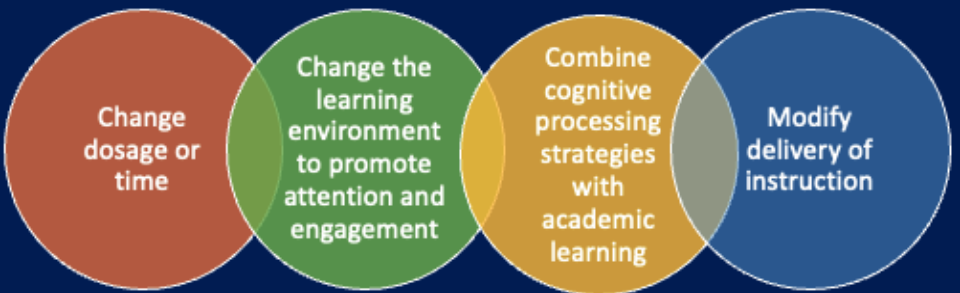 Change
dosage or
time
Change the
learning
environment
to promote
attention and
engagement
Combine
cognitive
processing
strategies
with
academic
learning
Modify
delivery of
instruction